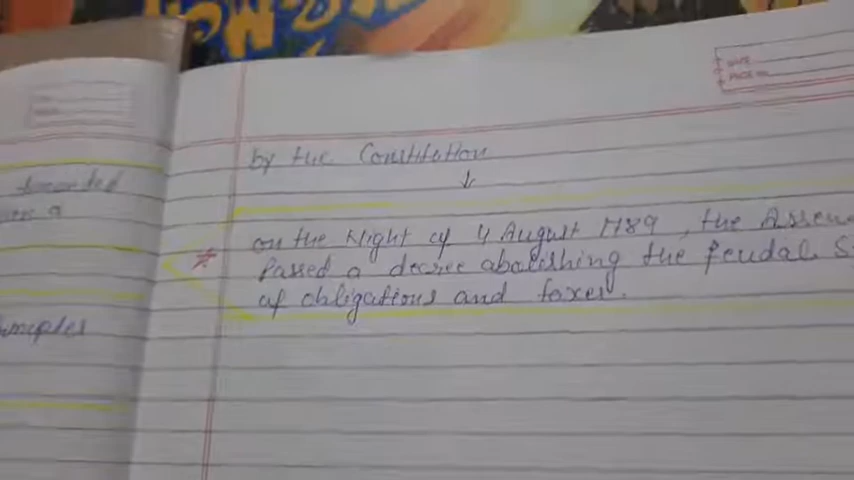 by the Constitution
↓
* on the Night of 4 August 1789, the
Passed a decree abolishing the feudal
of obligations and taxes.